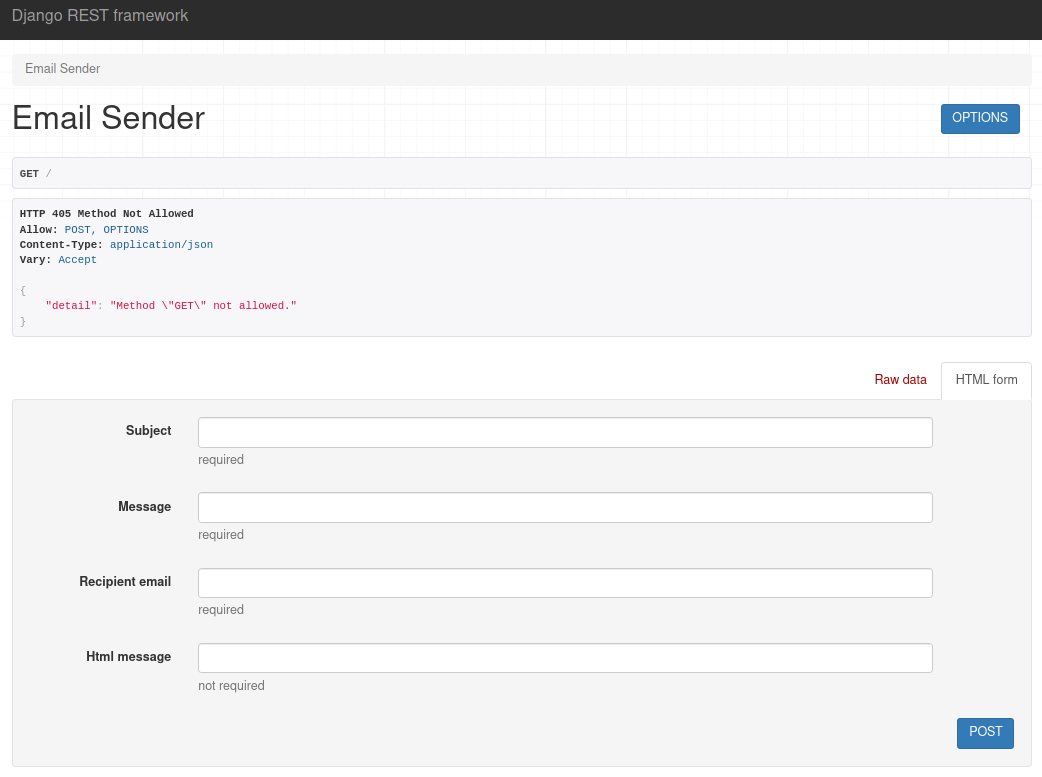 Django REST framework
Email Sender
Email Sender
OPTIONS
GET /
HTTP 405 Method Not Allowed
Allow: POST, OPTIONS
Content-Type: application/json
Vary: Accept
{
    "detail": "Method \"GET\" not allowed."
}
Raw data
HTML form
Subject
required
Message
required
Recipient email
required
Html message
not required
POST